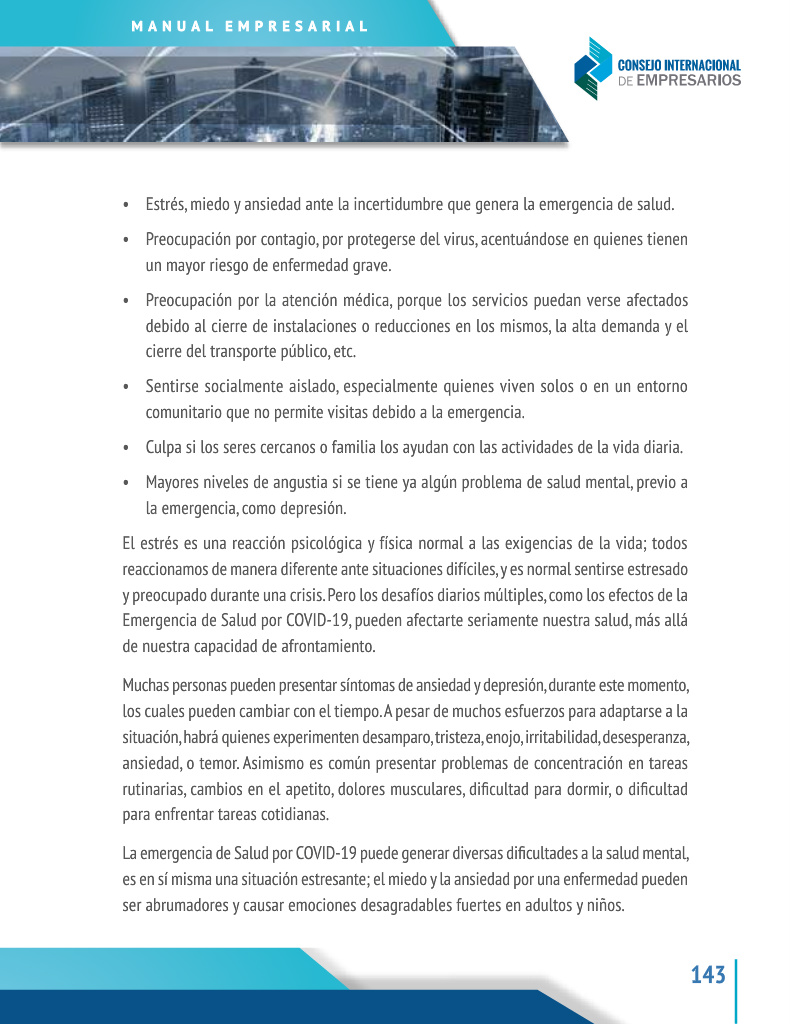 MANUAL EMPRESARIAL
CONSEJO INTERNACIONAL
DE EMPRESARIOS
• Estrés, miedo y ansiedad ante la incertidumbre que genera la emergencia de salud.
• Preocupación por contagio, por protegerse del virus, acentuándose en quienes tienen
un mayor riesgo de enfermedad grave.
• Preocupación por la atención médica, porque los servicios puedan verse afectados
debido al cierre de instalaciones o reducciones en los mismos, la alta demanda y el
cierre del transporte público, etc.
• Sentirse socialmente aislado, especialmente quienes viven solos o en un entorno
comunitario que no permite visitas debido a la emergencia.
• Culpa si los seres cercanos o familia los ayudan con las actividades de la vida diaria.
• Mayores niveles de angustia si se tiene ya algún problema de salud mental, previo a
la emergencia, como depresión.
El estrés es una reacción psicológica y física normal a las exigencias de la vida; todos
reaccionamos de manera diferente ante situaciones difíciles, y es normal sentirse estresado
y preocupado durante una crisis. Pero los desafíos diarios múltiples, como los efectos de la
Emergencia de Salud por COVID-19, pueden afectarte seriamente nuestra salud, más allá
de nuestra capacidad de afrontamiento.
Muchas personas pueden presentar síntomas de ansiedad y depresión, durante este momento,
los cuales pueden cambiar con el tiempo. A pesar de muchos esfuerzos para adaptarse a la
situación, habrá quienes experimenten desamparo, tristeza, enojo, irritabilidad, desesperanza,
ansiedad, o temor. Asimismo es común presentar problemas de concentración en tareas
rutinarias, cambios en el apetito, dolores musculares, dificultad para dormir, o dificultad
para enfrentar tareas cotidianas.
La emergencia de Salud por COVID-19 puede generar diversas dificultades a la salud mental,
es en sí misma una situación estresante; el miedo y la ansiedad por una enfermedad pueden
ser abrumadores y causar emociones desagradables fuertes en adultos y niños.
143